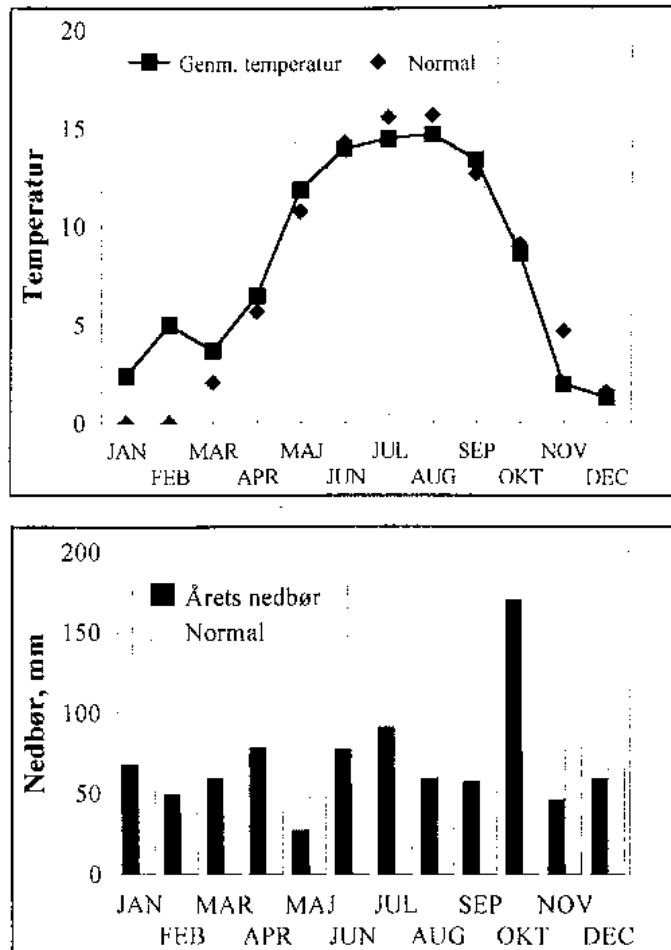 20
Genm. temperatur
Normal
15
10
5
0
Temperatur
JAN MAR MAJ JUL SEP NOV
FEB APR JUN AUG OKT DEC
200
Årets nedbør
150
Normal
100
50
0
Nedbør, mm
JAN MAR MAJ JUL SEP NOV
FEB APR JUN AUG OKT DEC